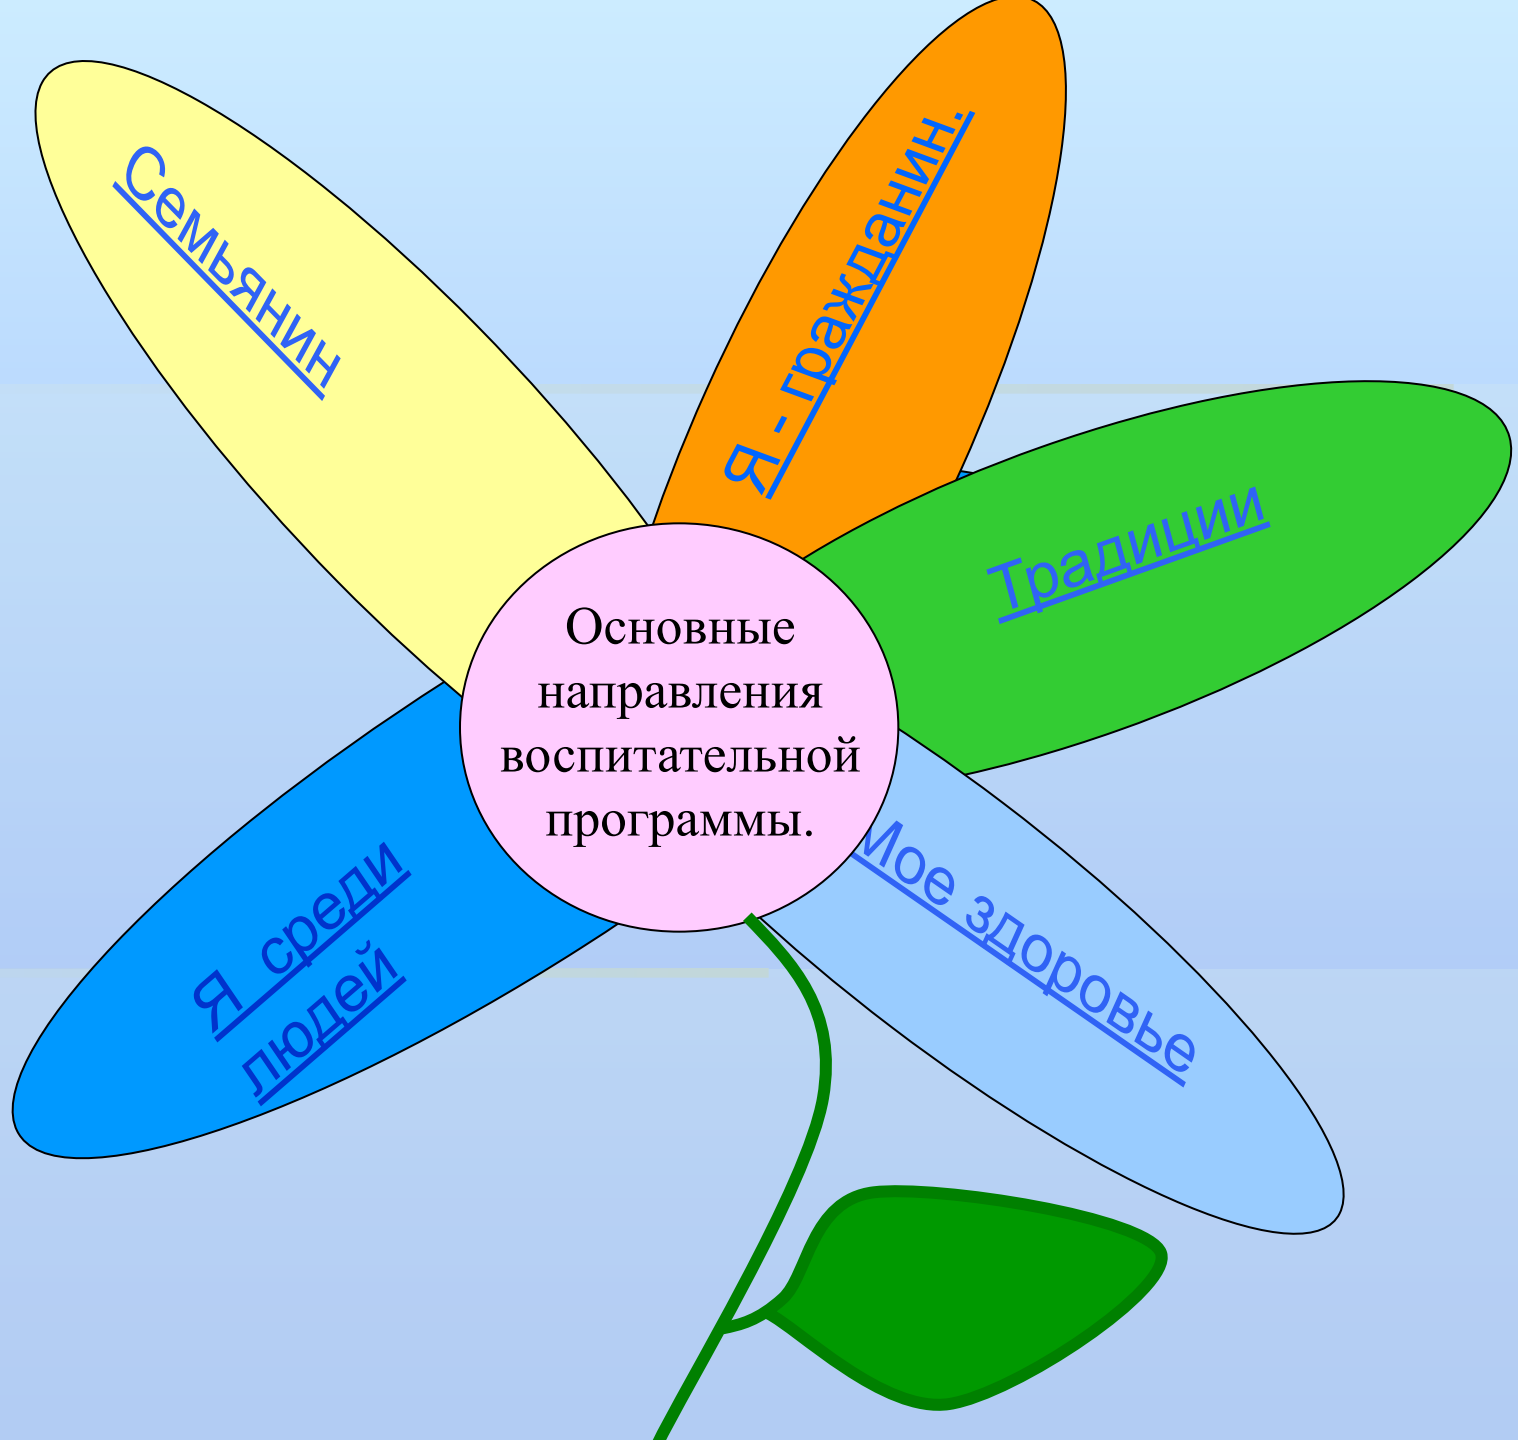 Семьянин
Я - гражданин.
Традиции
Основные
направления
воспитательной
программы.
Мое здоровье
Я среди
людей